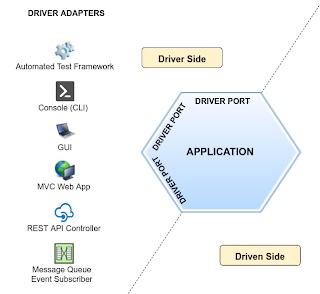 DRIVER ADAPTERS
Automated Test Framework
Console (CLI)
GUI
MVC Web App
REST API Controller
Message Queue
Event Subscriber
Driver Side
DRIVER PORT
DRIVER PORT
DRIVER PORT
APPLICATION
Driven Side